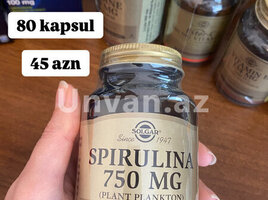 80 kapsul
45 azn
Unvan.az
SOLGAR
Since 1947
SPIRULINA
750 MG
(PLANT PLANKTON)